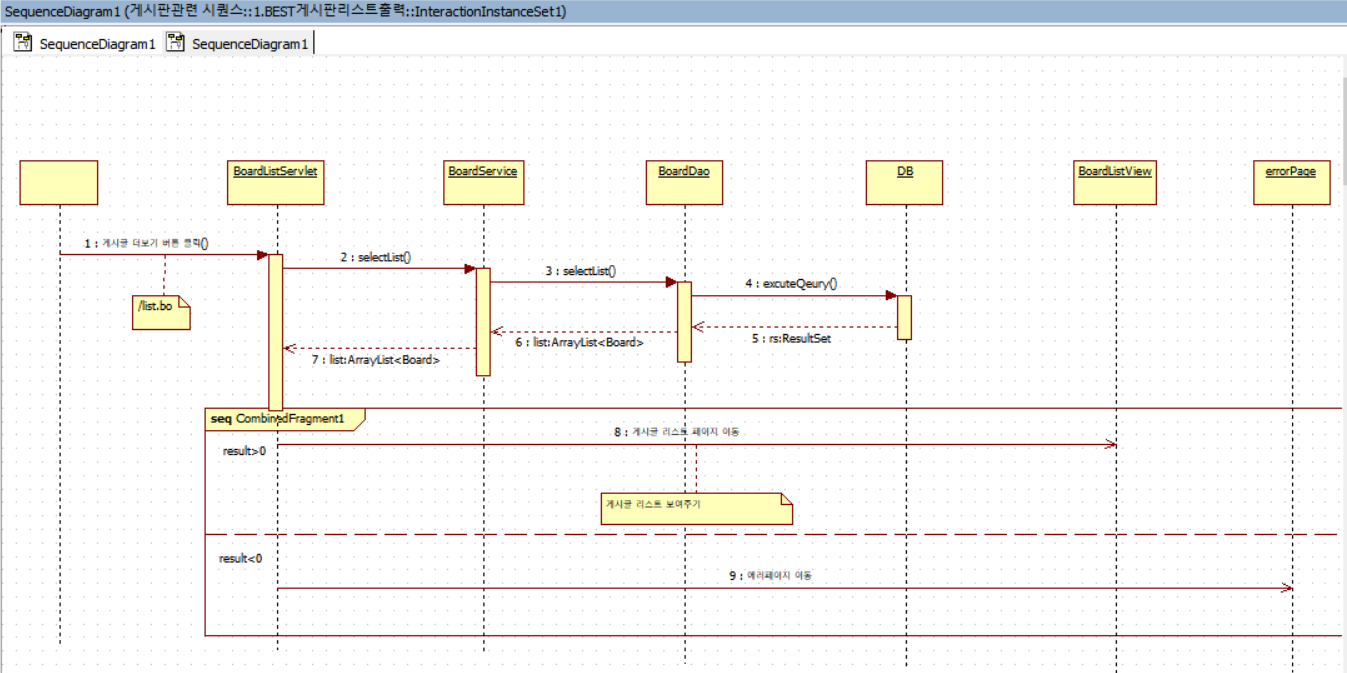 SequenceDiagram1 (게시판관련 시퀀스::1.BEST게시판리스트출력::InteractionInstanceSet1)
SequenceDiagram1 SequenceDiagram1
BoardListServlet BoardService BoardDao DB BoardListView errorPage
1 : 게시글 더보기 버튼 클릭()
2 : selectList()
3 : selectList()
4 : excuteQeury()
/list.bo
5 : rs:ResultSet
6 : list:ArrayList<Board>
7 : list:ArrayList<Board>
seq CombinedFragment1
8 : 게시글 리스트 페이지 이동
result>0
게시글 리스트 보여주기
result<0
9 : 에러페이지 이동